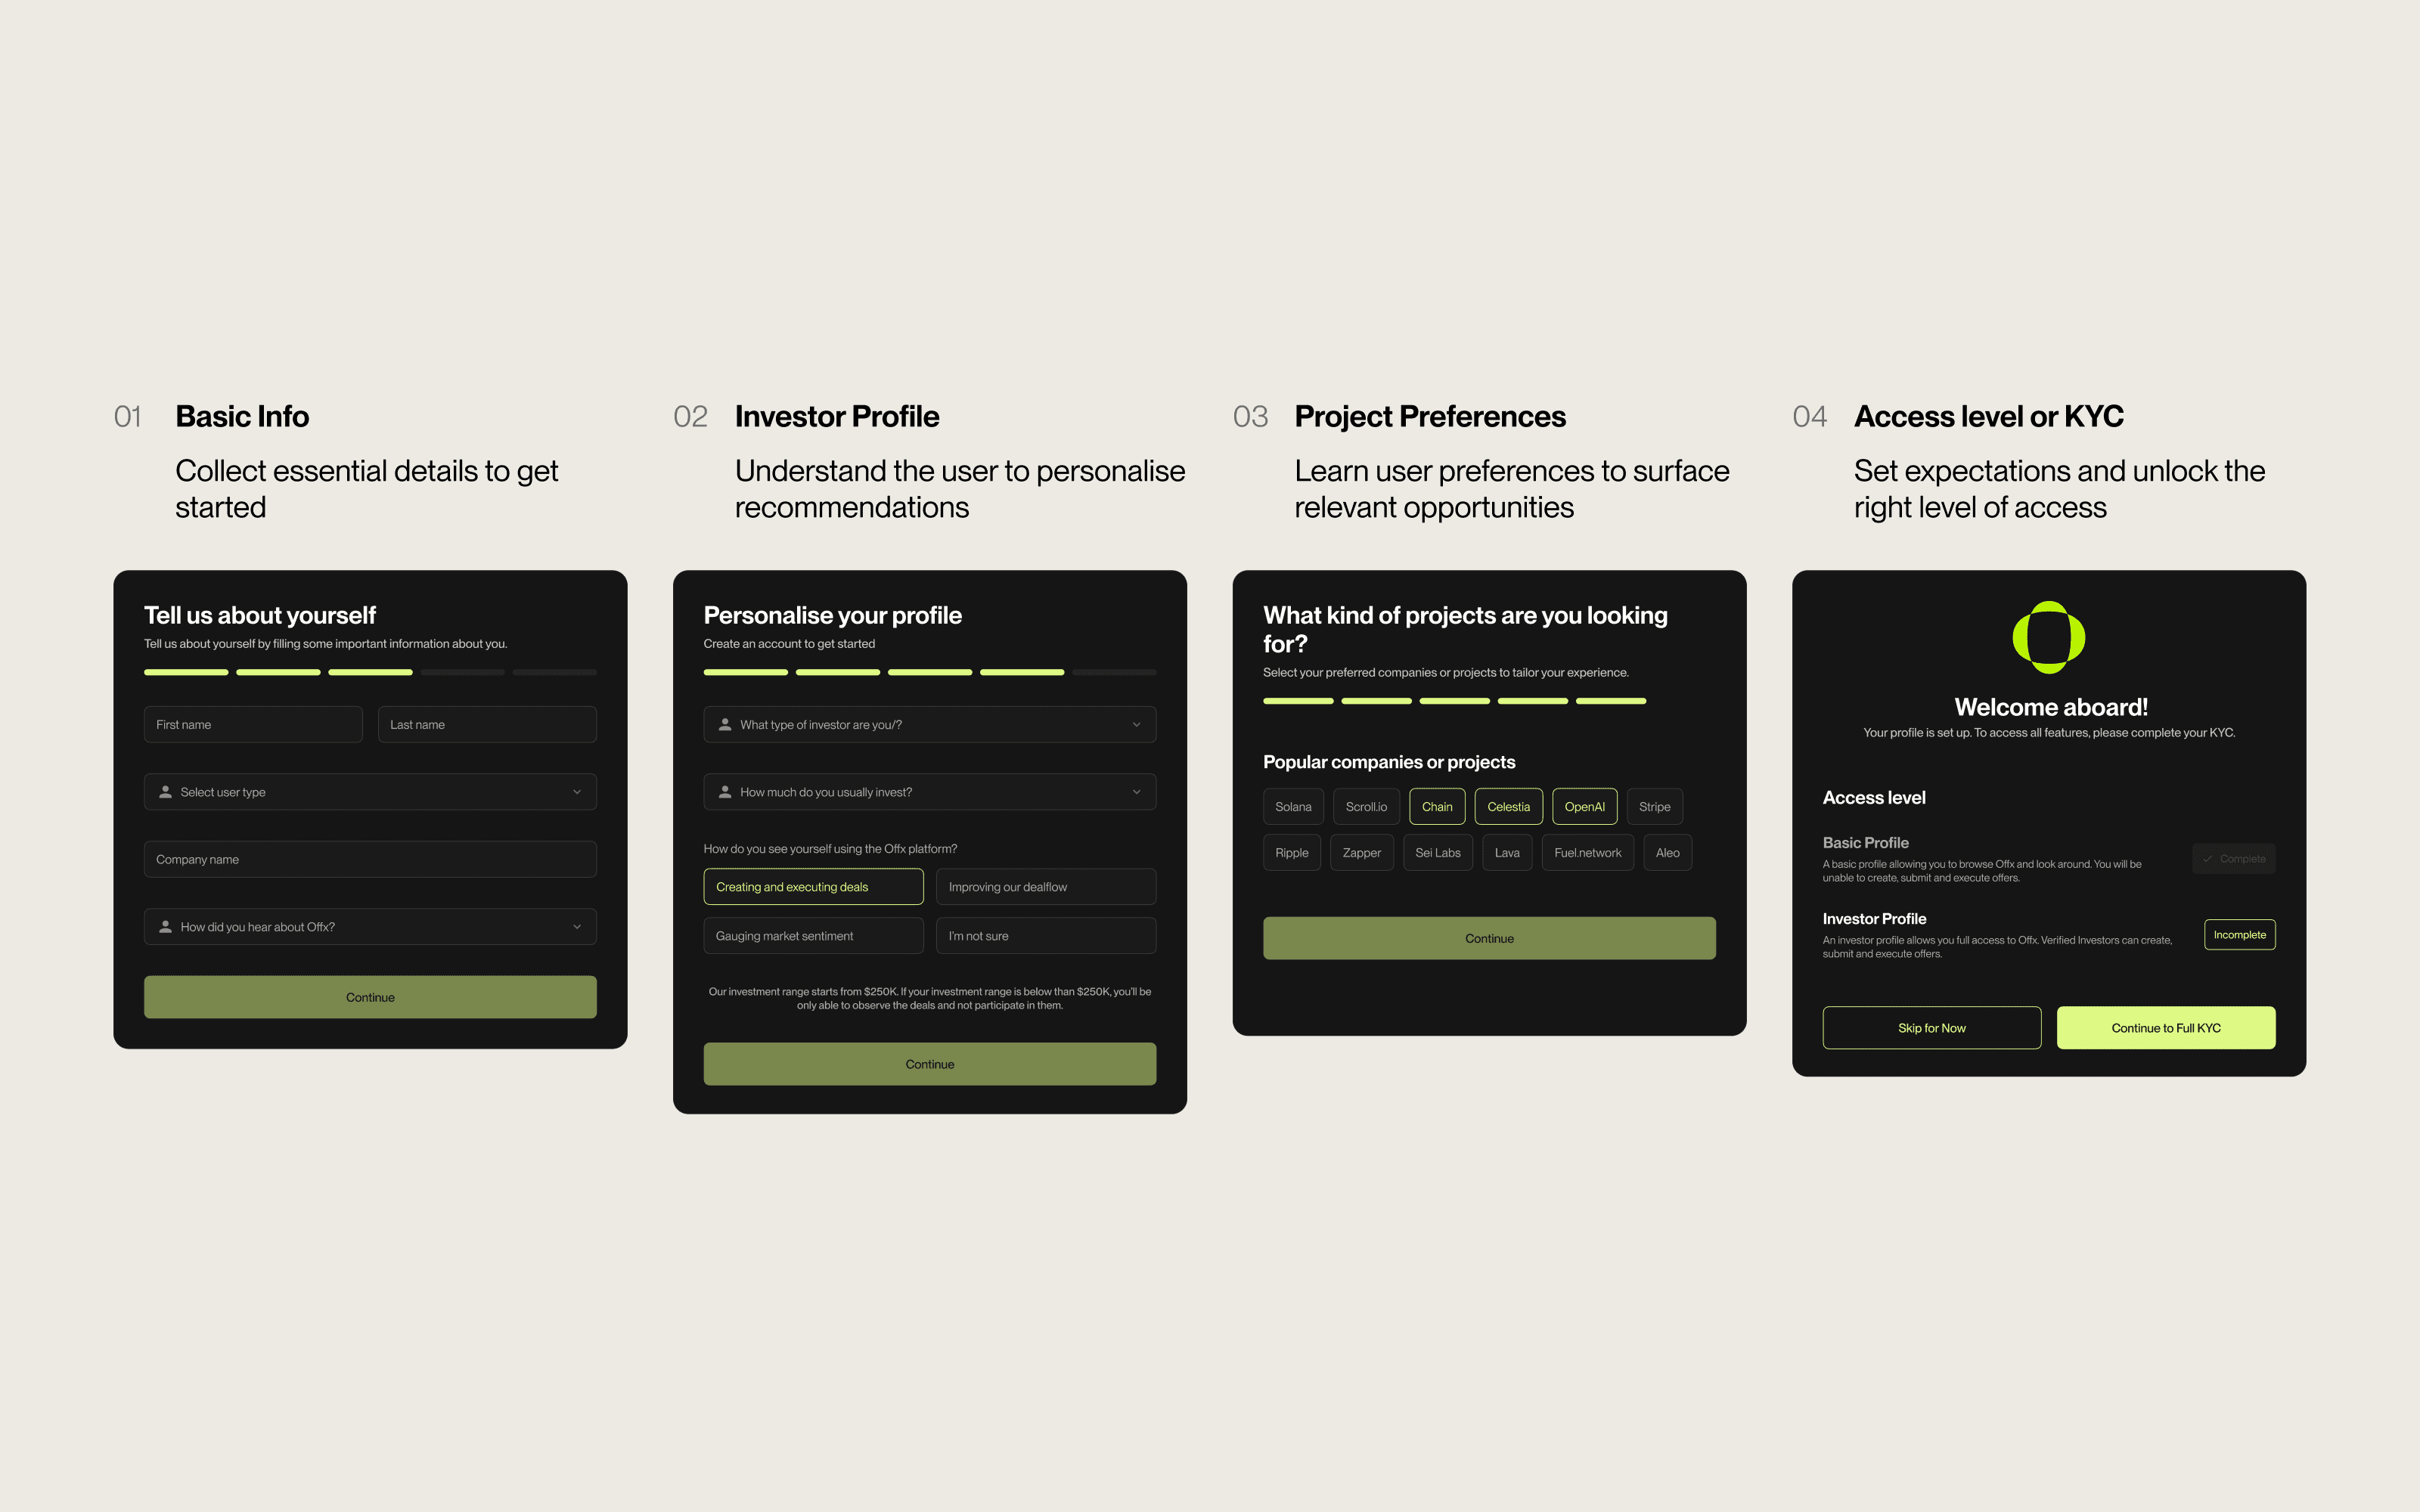 01 Basic Info
Collect essential details to get
started
Tell us about yourself
Tell us about yourself by filling some important information about you.
First name
Last name
Select user type
Company name
How did you hear about Offx?
Continue
02 Investor Profile
Understand the user to personalise
recommendations
Personalise your profile
Create an account to get started
What type of investor are you/?
How much do you usually invest?
How do you see yourself using the Offx platform?
Creating and executing deals
Improving our dealflow
Gauging market sentiment
I'm not sure
Our investment range starts from $250K. If your investment range is below than $250K, you'll be
only able to observe the deals and not participate in them.
Continue
03 Project Preferences
Learn user preferences to surface
relevant opportunities
What kind of projects are you looking
for?
Select your preferred companies or projects to tailor your experience.
Popular companies or projects
Solana Scroll.io Chain Celestia OpenAI Stripe
Ripple Zapper Sei Labs Lava Fuel.network Aleo
Continue
04 Access level or KYC
Set expectations and unlock the
right level of access
Welcome aboard!
Your profile is set up. To access all features, please complete your KYC.
Access level
Basic Profile
A basic profile allowing you to browse Offx and look around. You will be
unable to create, submit and execute offers.
Complete
Investor Profile
An investor profile allows you full access to Offx. Verified Investors can create,
submit and execute offers.
Incomplete
Skip for Now
Continue to Full KYC